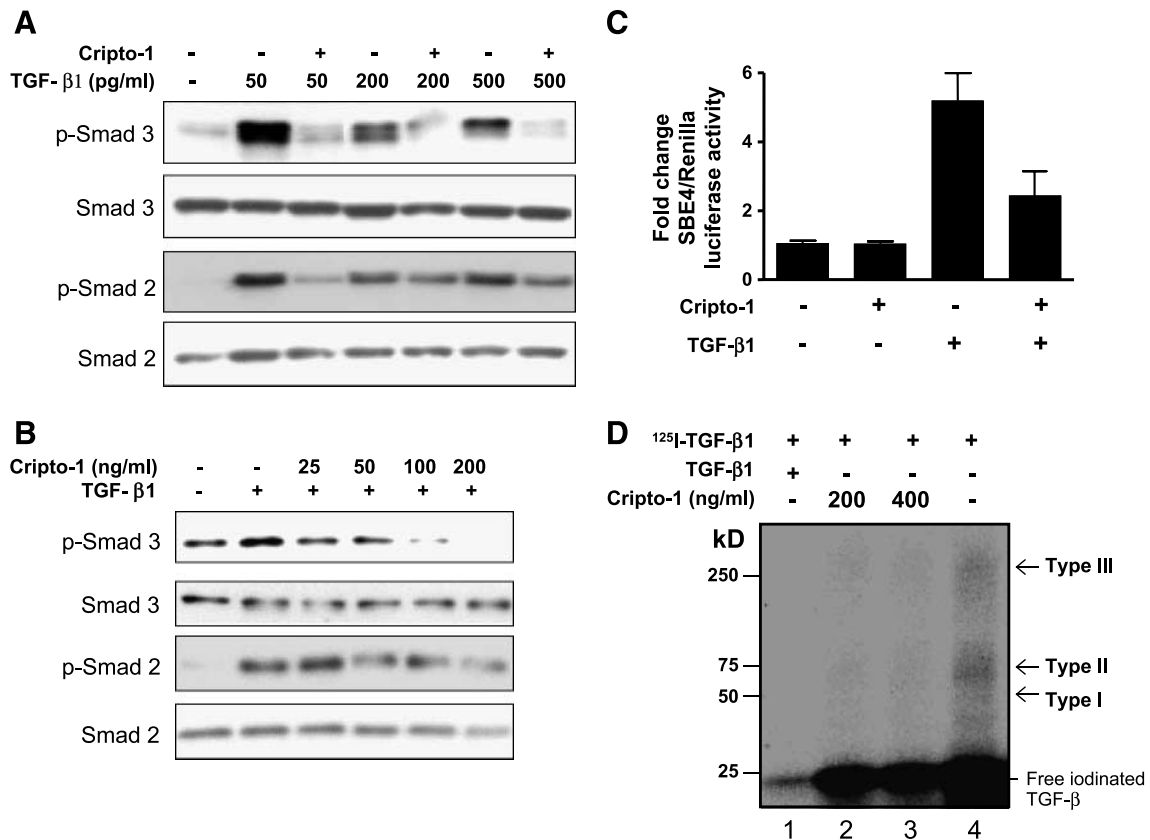 A
Cripto-1 - - + - + - +
TGF- β1 (pg/ml) - 50 50 200 200 500 500
p-Smad 3
Smad 3
p-Smad 2
Smad 2
B
Cripto-1 (ng/ml) - - 25 50 100 200
TGF- β1 - + + + + +
p-Smad 3
Smad 3
p-Smad 2
Smad 2
C
Fold change
SBE4/Renilla
luciferase activity
6
4
2
0
Cripto-1 - + - +
TGF-β1 - - + +
D
¹²⁵I-TGF-β1 + + + +
TGF-β1 + - - -
Cripto-1 (ng/ml) - 200 400 -
kD
250
75
50
25
Type III
Type II
Type I
Free iodinated
TGF-β
1 2 3 4